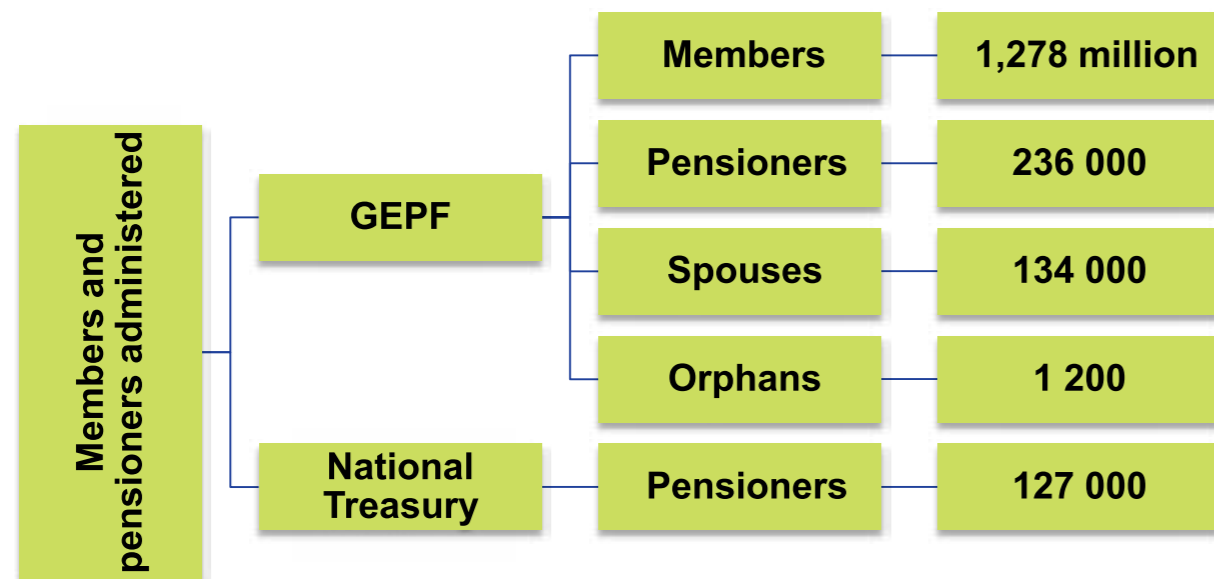 Members and
pensioners administered
GEPF
Members
1,278 million
Pensioners
236 000
Spouses
134 000
Orphans
1 200
National
Treasury
Pensioners
127 000